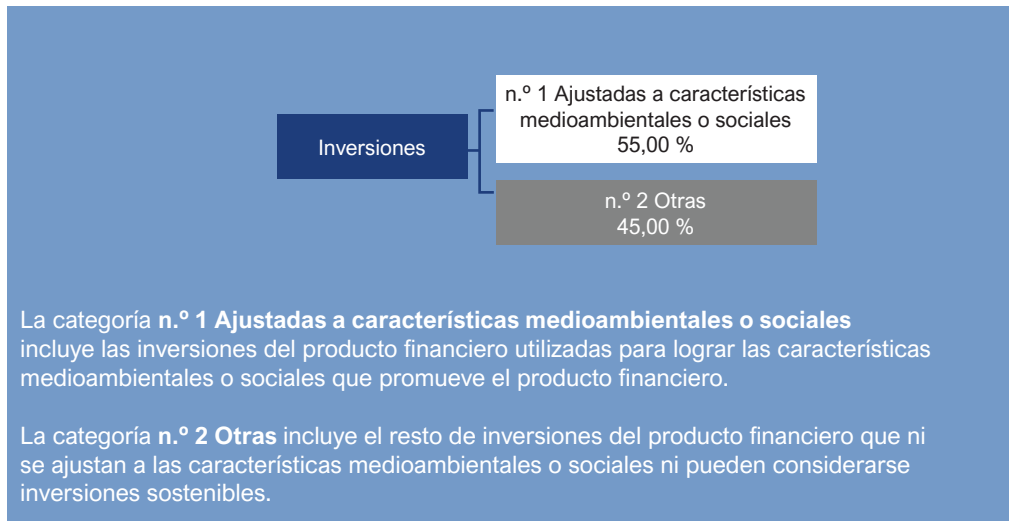 n.º 1 Ajustadas a características
medioambientales o sociales
55,00 %
Inversiones
n.º 2 Otras
45,00 %
La categoría n.º 1 Ajustadas a características medioambientales o sociales
incluye las inversiones del producto financiero utilizadas para lograr las características
medioambientales o sociales que promueve el producto financiero.
La categoría n.º 2 Otras incluye el resto de inversiones del producto financiero que ni
se ajustan a las características medioambientales o sociales ni pueden considerarse
inversiones sostenibles.